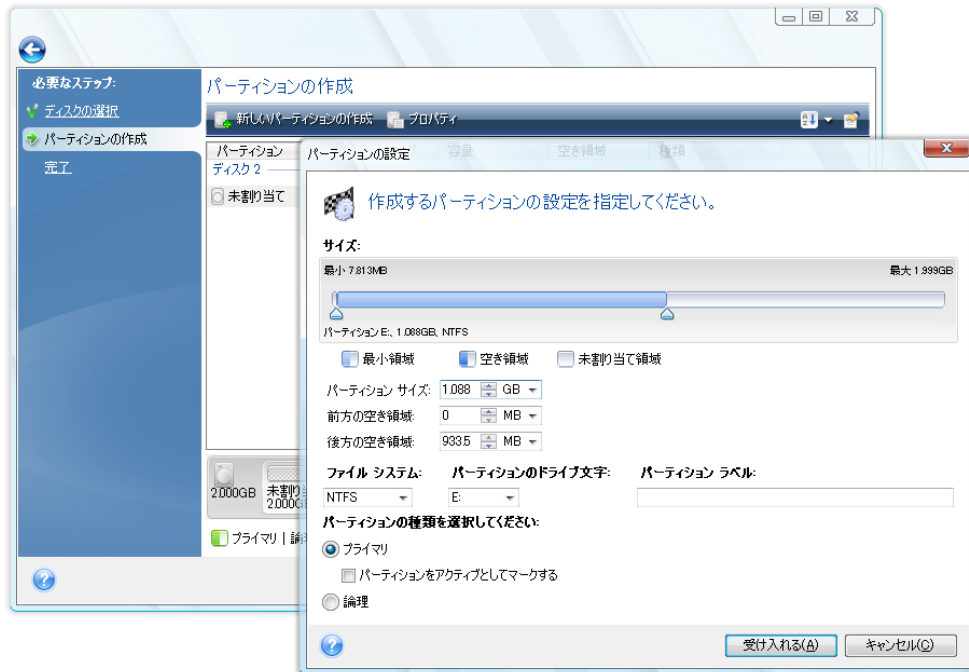 必要なステップ:
ディスクの選択
パーティションの作成
完了
パーティションの作成
新しいパーティションの作成 プロパティ
パーティション 容量 空き領域 種類
ディスク 2
未割り当て
2.000GB 未割り
2.000G
プライマリ | 論
パーティションの設定
作成するパーティションの設定を指定してください。
サイズ:
最小 7.813MB 最大 1.999GB
パーティション E:、1.088GB、NTFS
最小領域 空き領域 未割り当て領域
パーティション サイズ: 1.088 GB
前方の空き領域: 0 MB
後方の空き領域: 933.5 MB
ファイル システム: パーティションのドライブ文字: パーティション ラベル:
NTFS E:
パーティションの種類を選択してください:
プライマリ
パーティションをアクティブとしてマークする
論理
受け入れる(A) キャンセル(C)